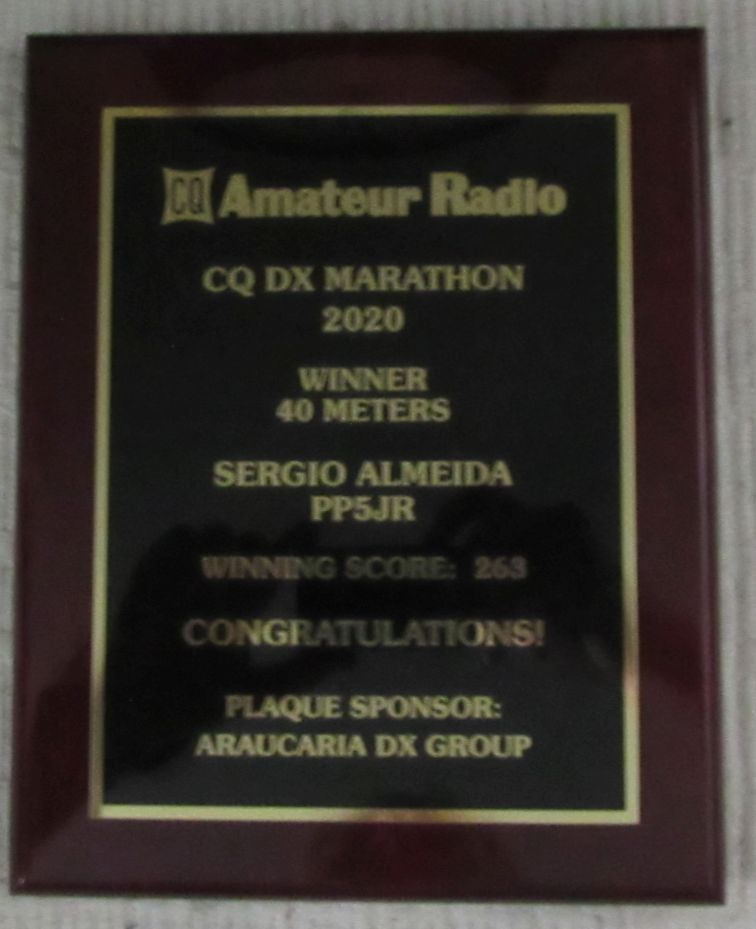 CQ Amateur Radio
CQ DX MARATHON
2020
WINNER
40 METERS
SERGIO ALMEIDA
PP5JR
WINNING SCORE: 263
CONGRATULATIONS!
PLAQUE SPONSOR:
ARAUCARIA DX GROUP